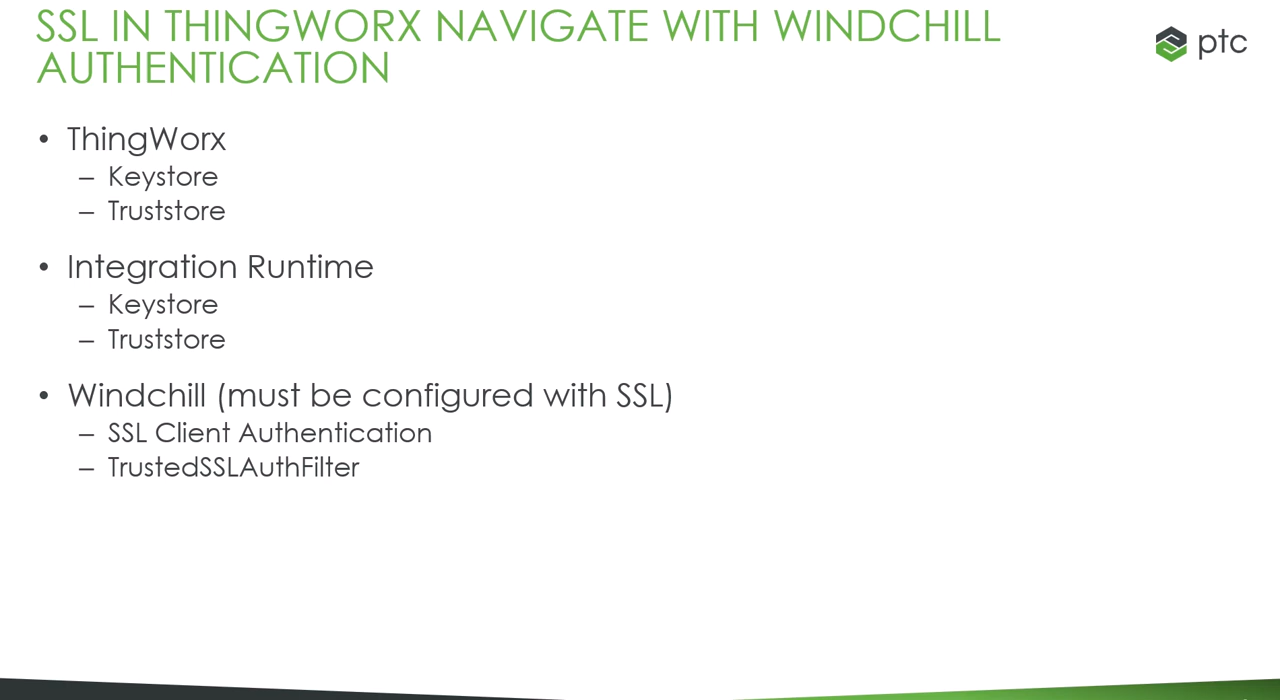 SSL IN THINGWORX NAVIGATE WITH WINDCHILL
AUTHENTICATION
ptc
• ThingWorx
– Keystore
– Truststore
• Integration Runtime
– Keystore
– Truststore
• Windchill (must be configured with SSL)
– SSL Client Authentication
– TrustedSSLAuthFilter